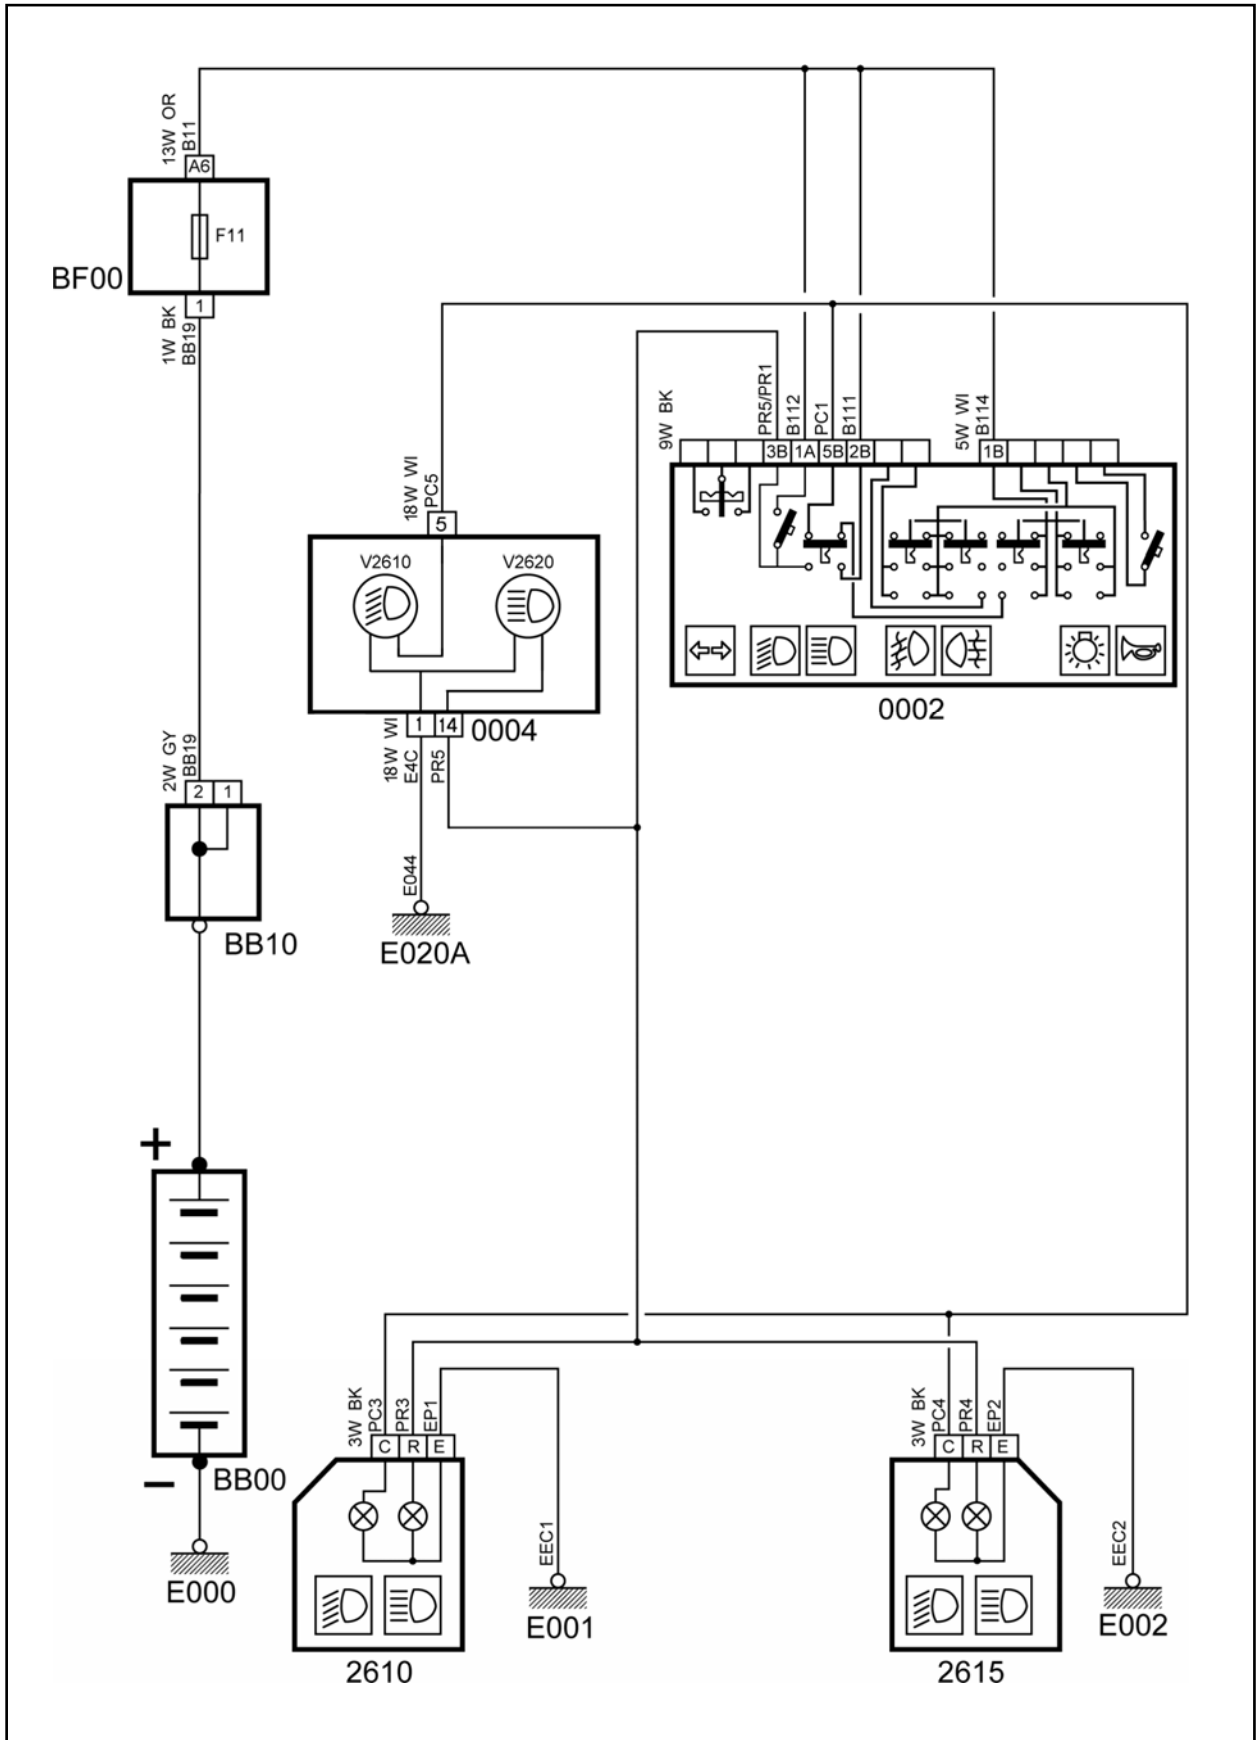 13W OR
B11
A6
F11
BF00
1
1W BK
BB19
9W BK
PR5/PR1
B112
PC1
B111
5W WI
B114
3B
1A
5B
2B
1B
18W WI
PC5
5
V2610
V2620
0002
1
14
0004
18W WI
E4C
PR5
2W GY
BB19
2
1
E044
E020A
BB10
+
–
BB00
E000
3W BK
PC3
PR3
EP1
C
R
E
EEC1
E001
2610
3W BK
PC4
PR4
EP2
C
R
E
EEC2
E002
2615